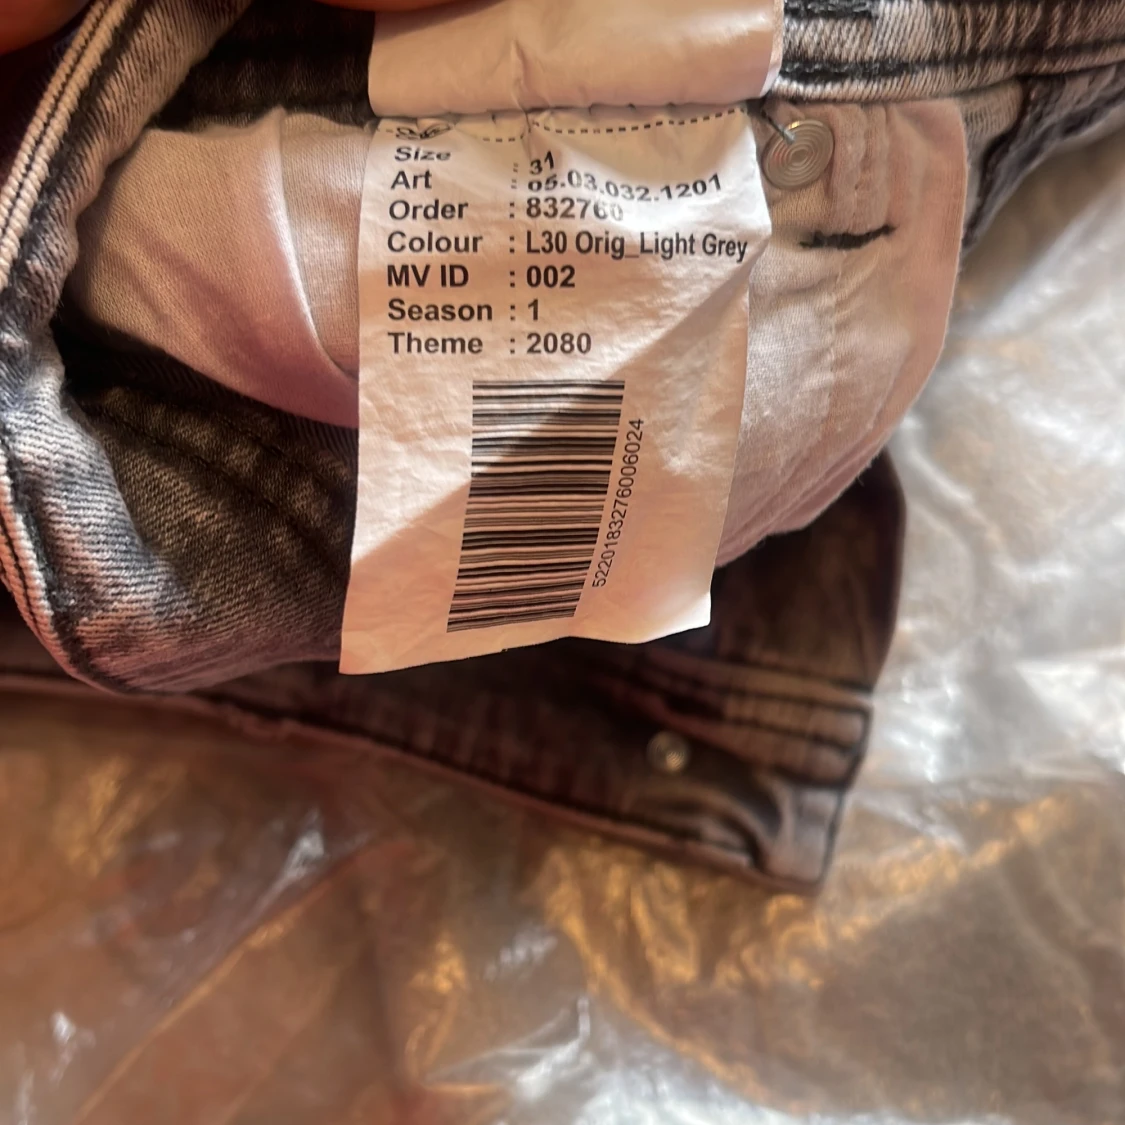 Size : 31
Art : 05.03.032.1201
Order : 832760
Colour : L30 Orig_Light Grey
MV ID : 002
Season : 1
Theme : 2080
5220183276006024